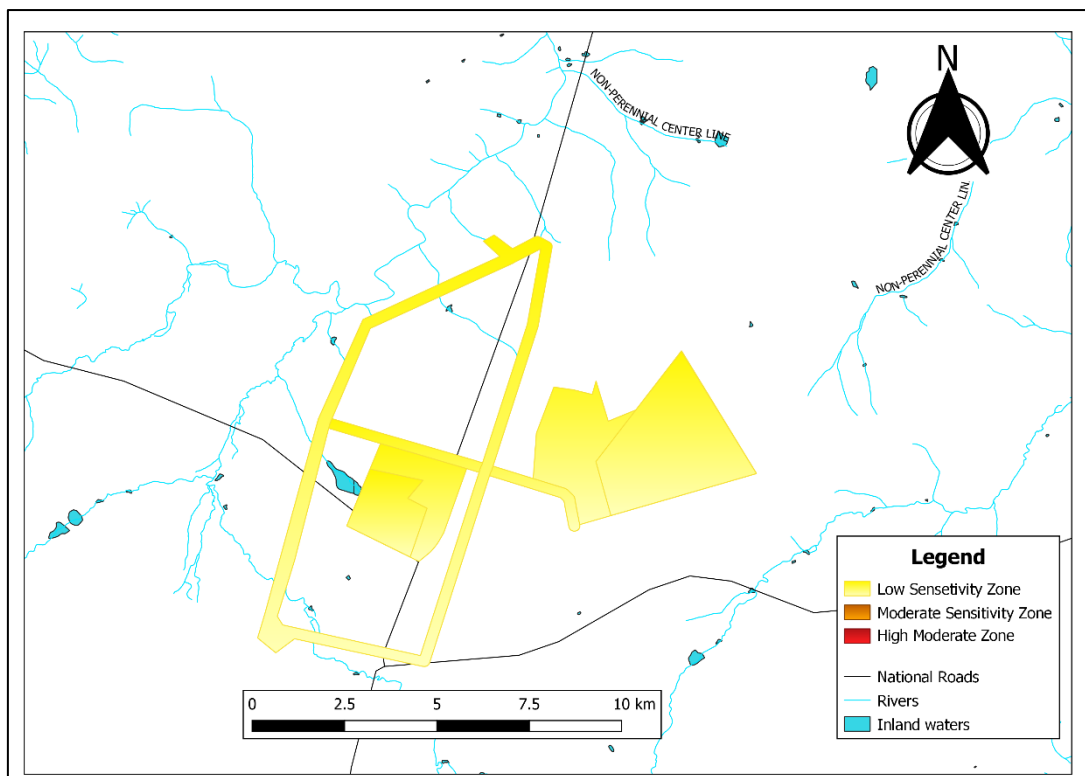 NON-PERENNIAL CENTER LINE
N
NON-PERENNIAL CENTER LIN
Legend
Low Sensetivity Zone
Moderate Sensitivity Zone
High Moderate Zone
National Roads
Rivers
Inland waters
0 2.5 5 7.5 10 km